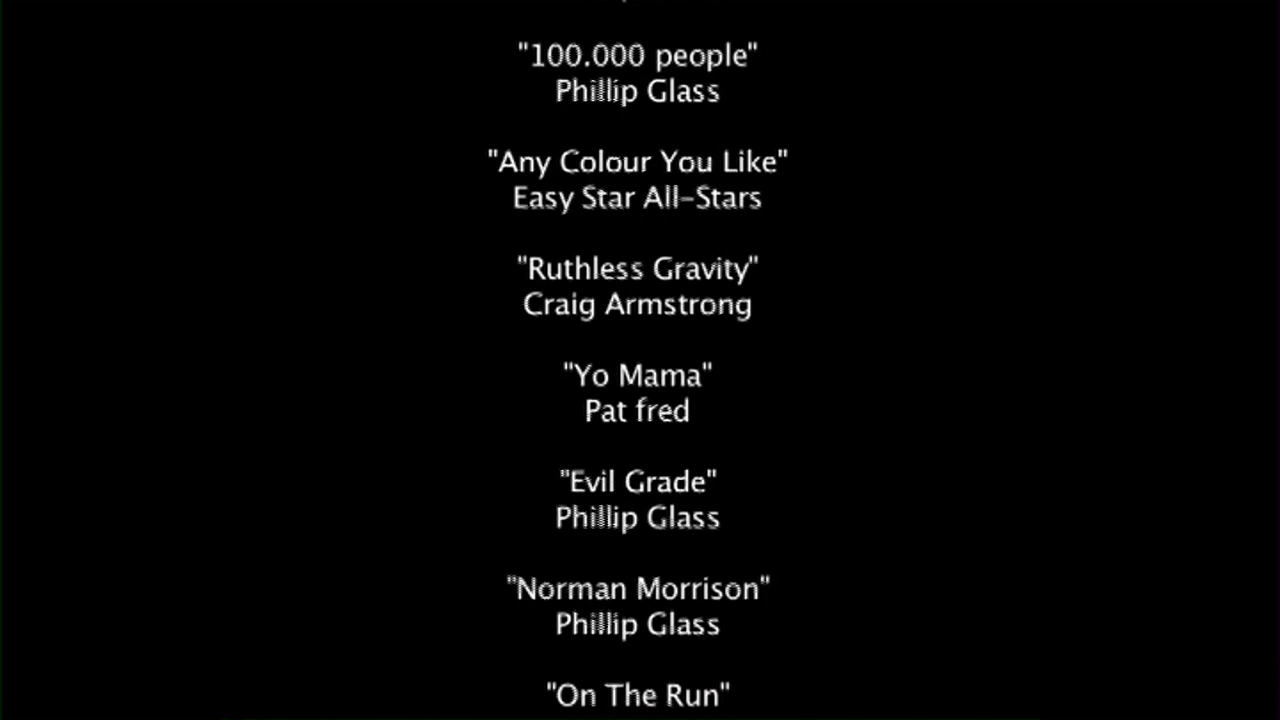 "100.000 people"
Phillip Glass
"Any Colour You Like"
Easy Star All-Stars
"Ruthless Gravity"
Craig Armstrong
"Yo Mama"
Pat fred
"Evil Grade"
Phillip Glass
"Norman Morrison"
Phillip Glass
"On The Run"